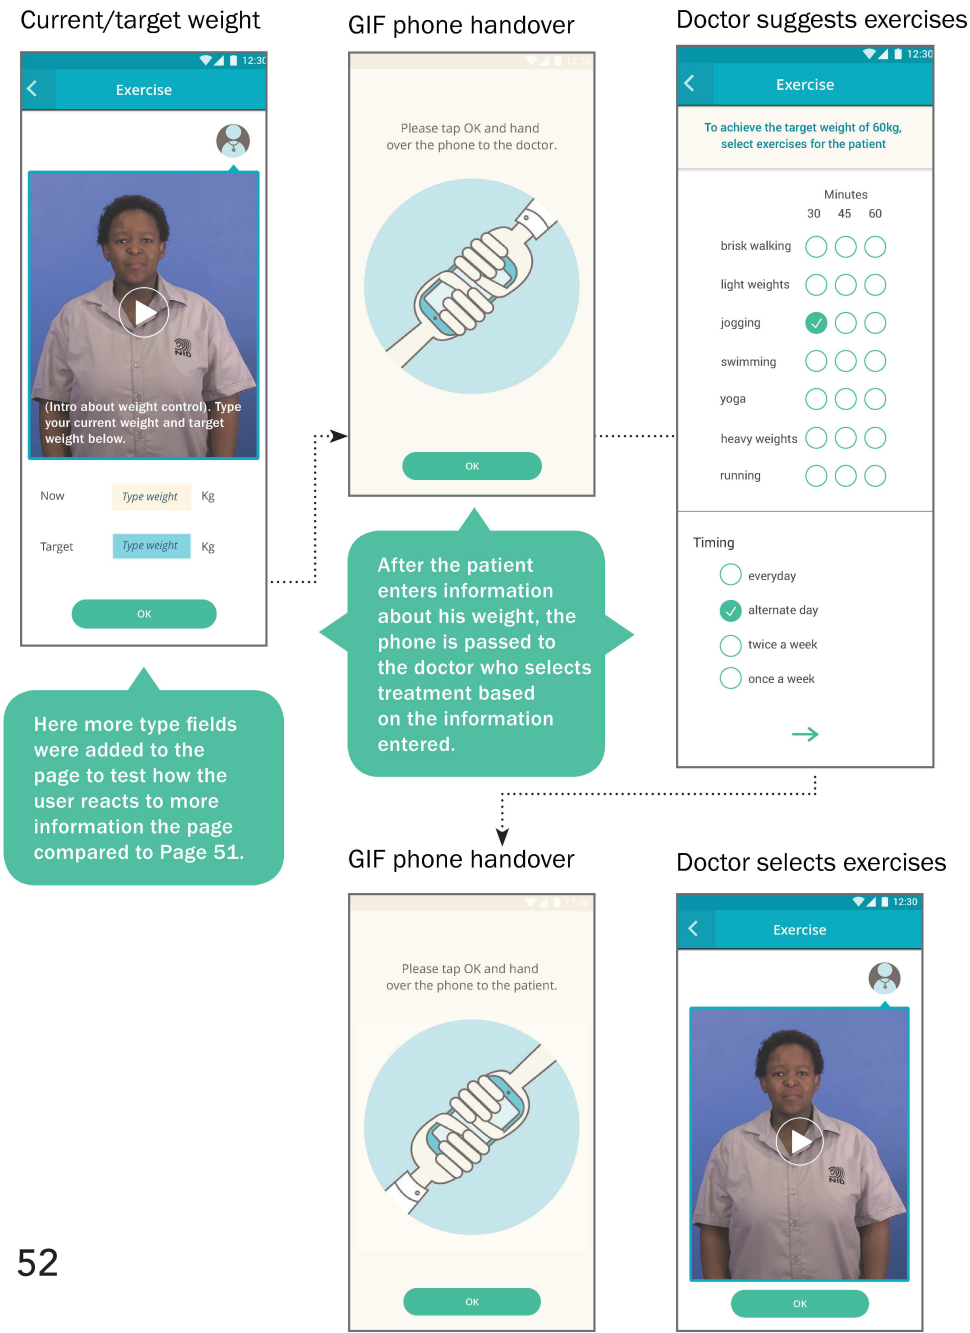 Current/target weight
12:30
Exercise
NID
(Intro about weight control). Type
your current weight and target
weight below.
Now
Type weight
Kg
Target
Type weight
Kg
OK
Here more type fields
were added to the
page to test how the
user reacts to more
information the page
compared to Page 51.
GIF phone handover
12:30
Please tap OK and hand
over the phone to the doctor.
OK
After the patient
enters information
about his weight, the
phone is passed to
the doctor who selects
treatment based
on the information
entered.
Doctor suggests exercises
12:30
Exercise
To achieve the target weight of 60kg,
select exercises for the patient
Minutes
30 45 60
brisk walking
light weights
jogging
swimming
yoga
heavy weights
running
Timing
everyday
alternate day
twice a week
once a week
GIF phone handover
12:30
Please tap OK and hand
over the phone to the patient.
OK
Doctor selects exercises
12:30
Exercise
NID
OK
52